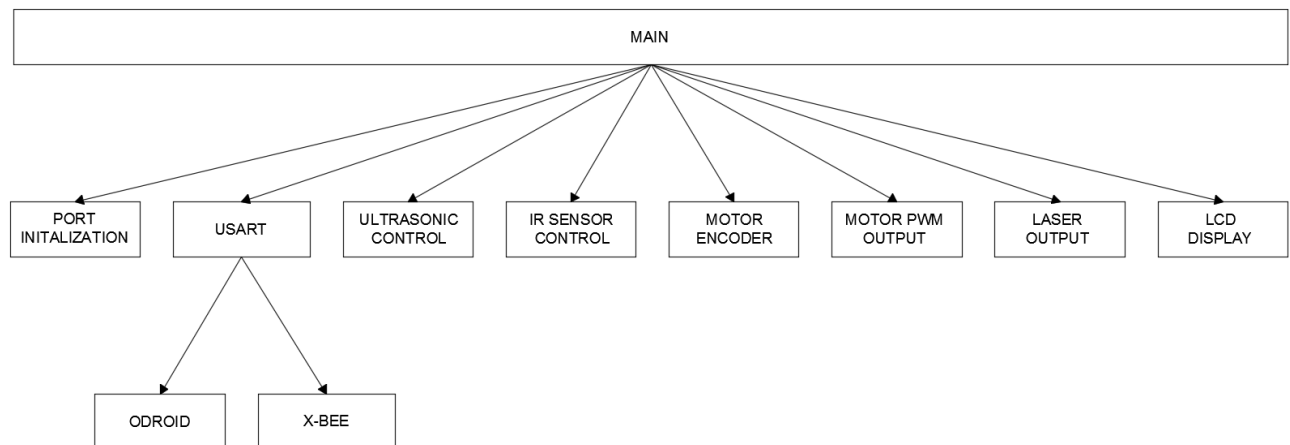 MAIN
PORT
INITALIZATION
USART
ULTRASONIC
CONTROL
IR SENSOR
CONTROL
MOTOR
ENCODER
MOTOR PWM
OUTPUT
LASER
OUTPUT
LCD
DISPLAY
ODROID
X-BEE